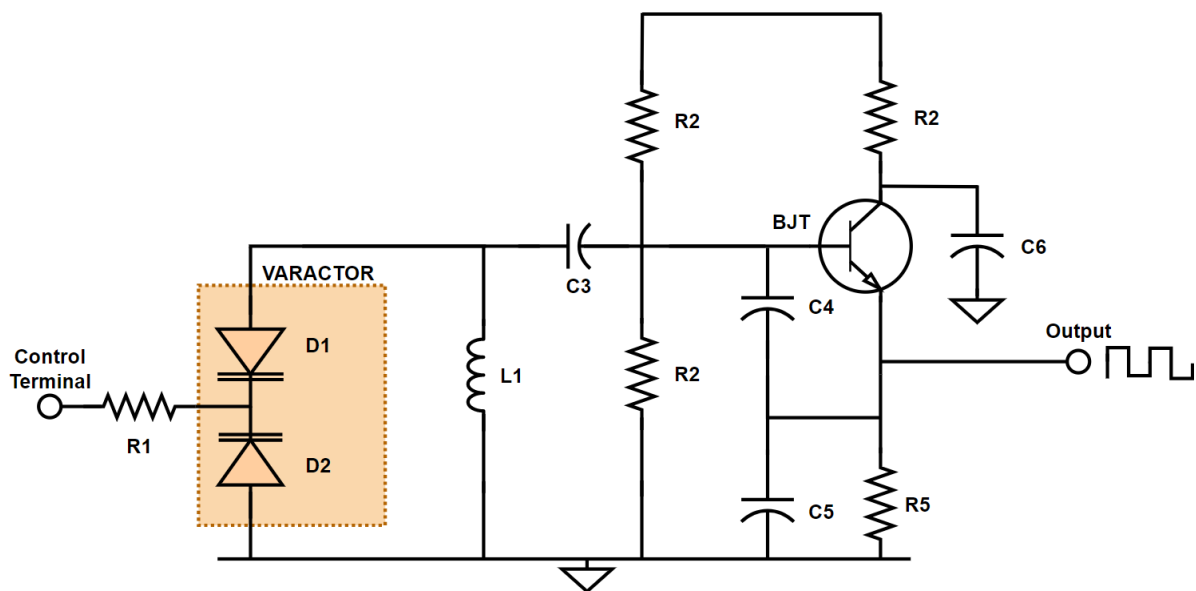 R2
R2
BJT
C6
C3
VARACTOR
C4
Output
D1
Control
Terminal
L1
R2
R1
D2
C5
R5